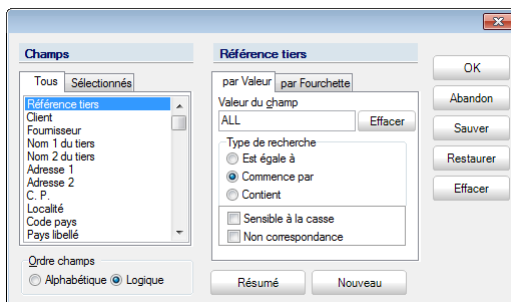 Champs
Tous
Sélectionnés
Référence tiers
Client
Fournisseur
Nom 1 du tiers
Nom 2 du tiers
Adresse 1
Adresse 2
C. P.
Localité
Code pays
Pays libellé
Ordre champs
Alphabétique
Logique
Référence tiers
par Valeur
par Fourchette
Valeur du champ
ALL
Effacer
Type de recherche
Est égale à
Commence par
Contient
Sensible à la casse
Non correspondance
Résumé
Nouveau
OK
Abandon
Sauver
Restaurer
Effacer